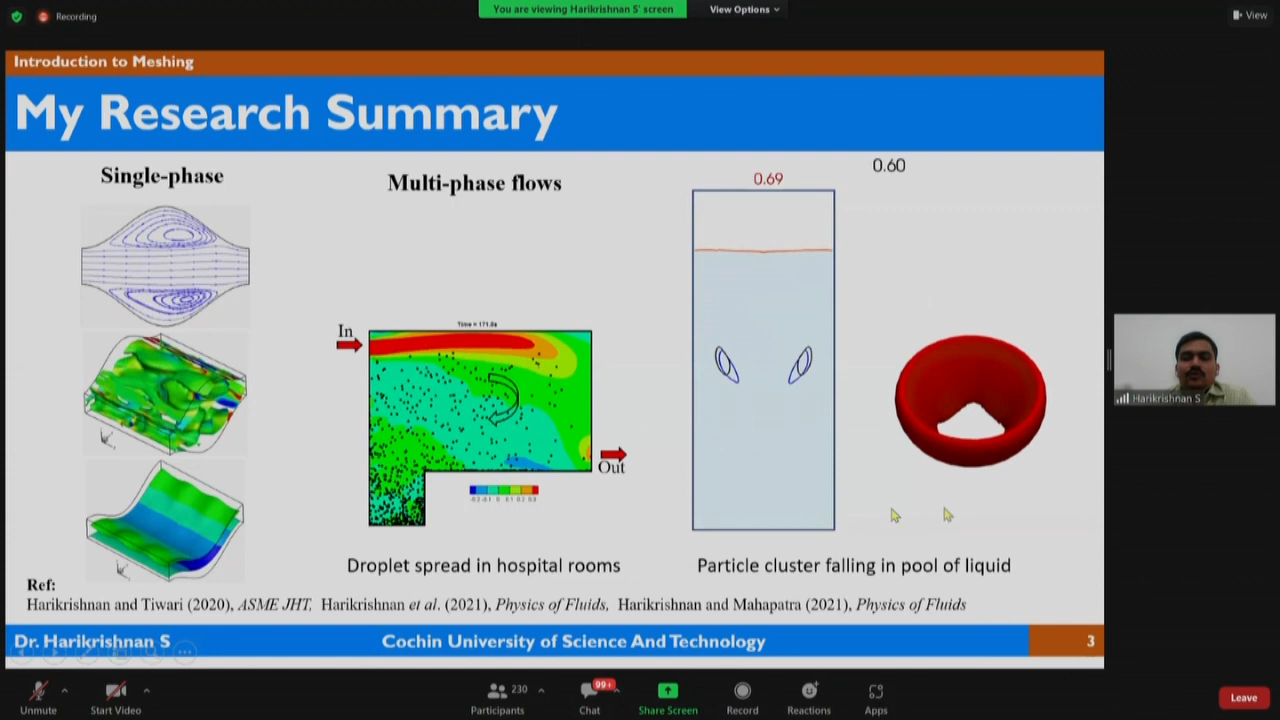 Recording
You are viewing Harikrishnan S' screen
View Options
View
Introduction to Meshing
My Research Summary
Single-phase
Multi-phase flows
0.69
0.60
In
Time = 171.0s
Out
Droplet spread in hospital rooms
Particle cluster falling in pool of liquid
Harikrishnan S
Ref:
Harikrishnan and Tiwari (2020), ASME JHT, Harikrishnan et al. (2021), Physics of Fluids, Harikrishnan and Mahapatra (2021), Physics of Fluids
Dr. Harikrishnan S
Cochin University of Science And Technology
3
Unmute
Start Video
230
Participants
99+
Chat
Share Screen
Record
Reactions
Apps
Leave